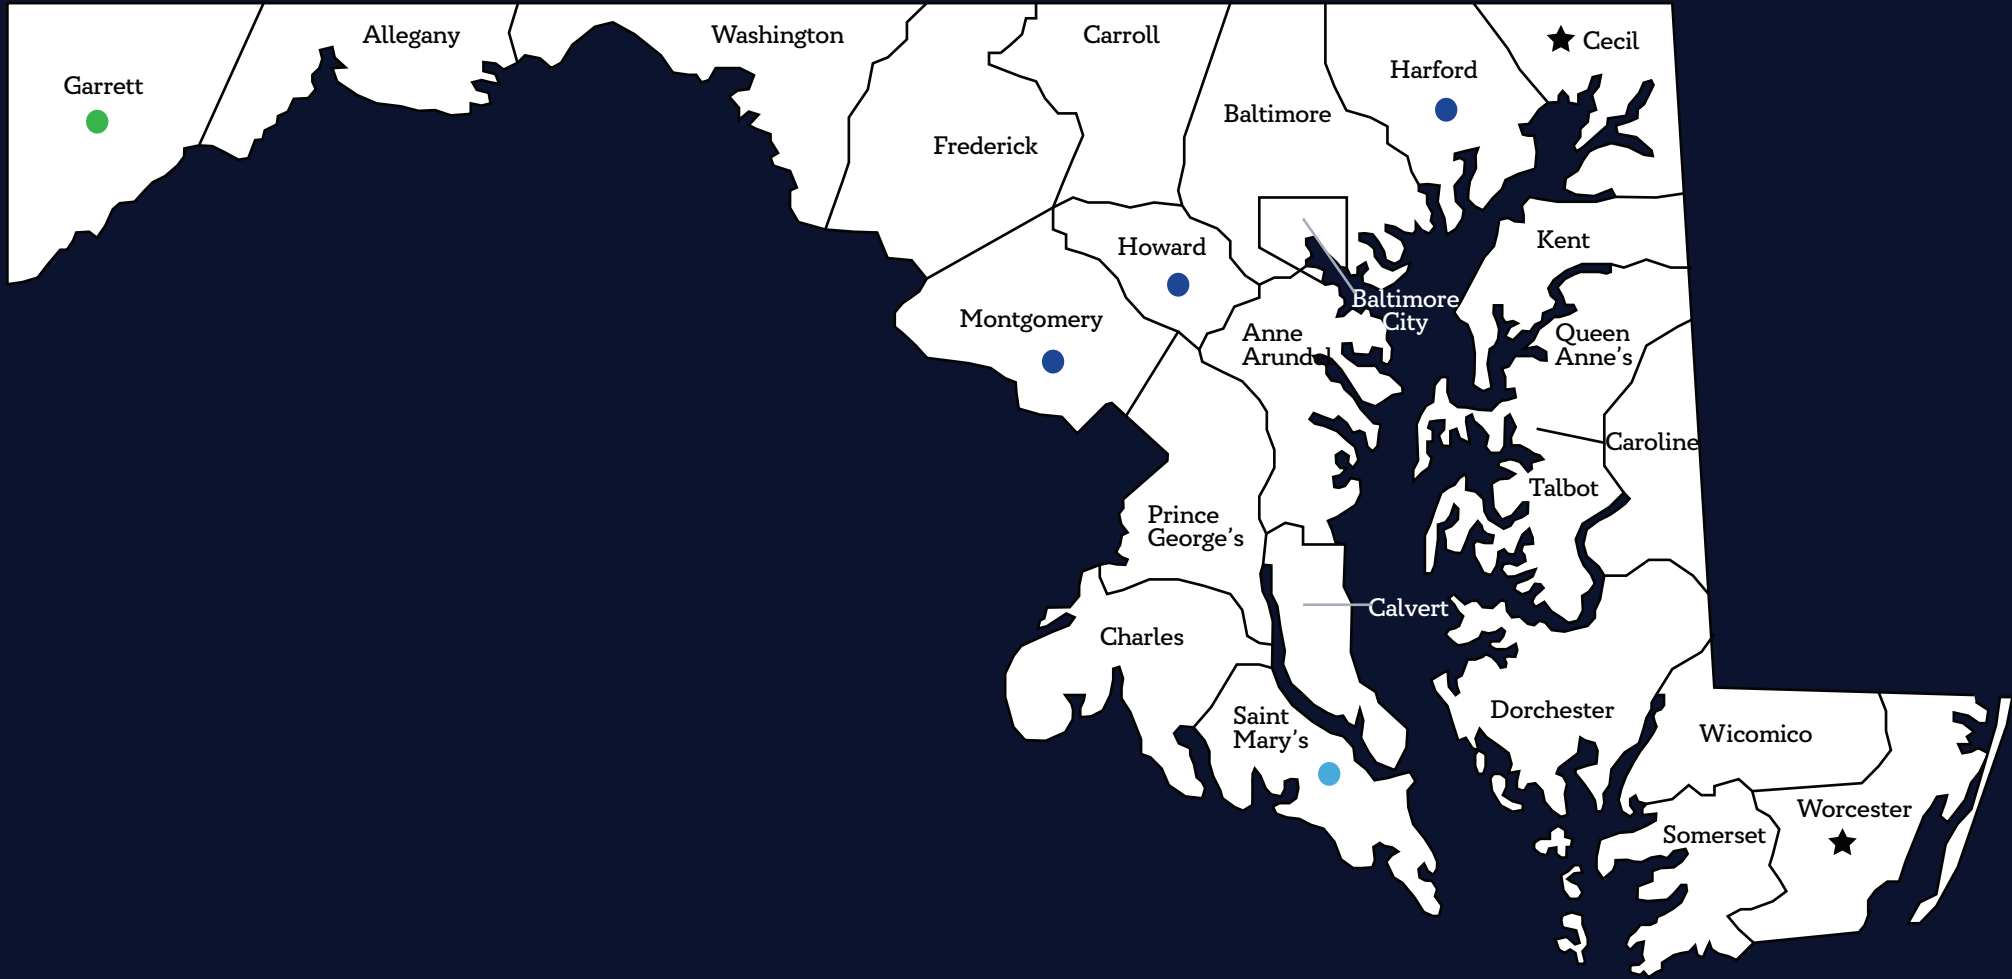 Allegany
Washington
Carroll
Cecil
Harford
Garrett
Baltimore
Frederick
Kent
Howard
Baltimore
City
Montgomery
Anne
Arundel
Queen
Anne's
Caroline
Talbot
Prince
George's
Calvert
Charles
Dorchester
Saint
Mary's
Wicomico
Worcester
Somerset